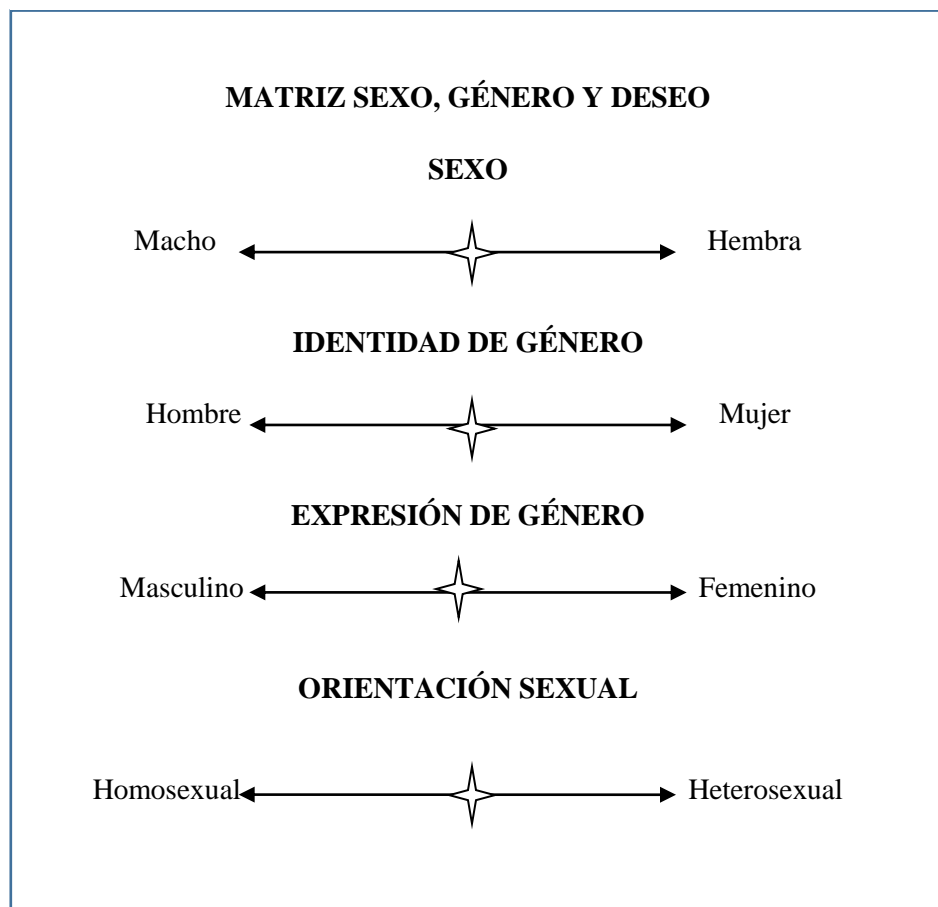 MATRIZ SEXO, GÉNERO Y DESEO
SEXO
Macho Hembra
IDENTIDAD DE GÉNERO
Hombre Mujer
EXPRESIÓN DE GÉNERO
Masculino Femenino
ORIENTACIÓN SEXUAL
Homosexual Heterosexual